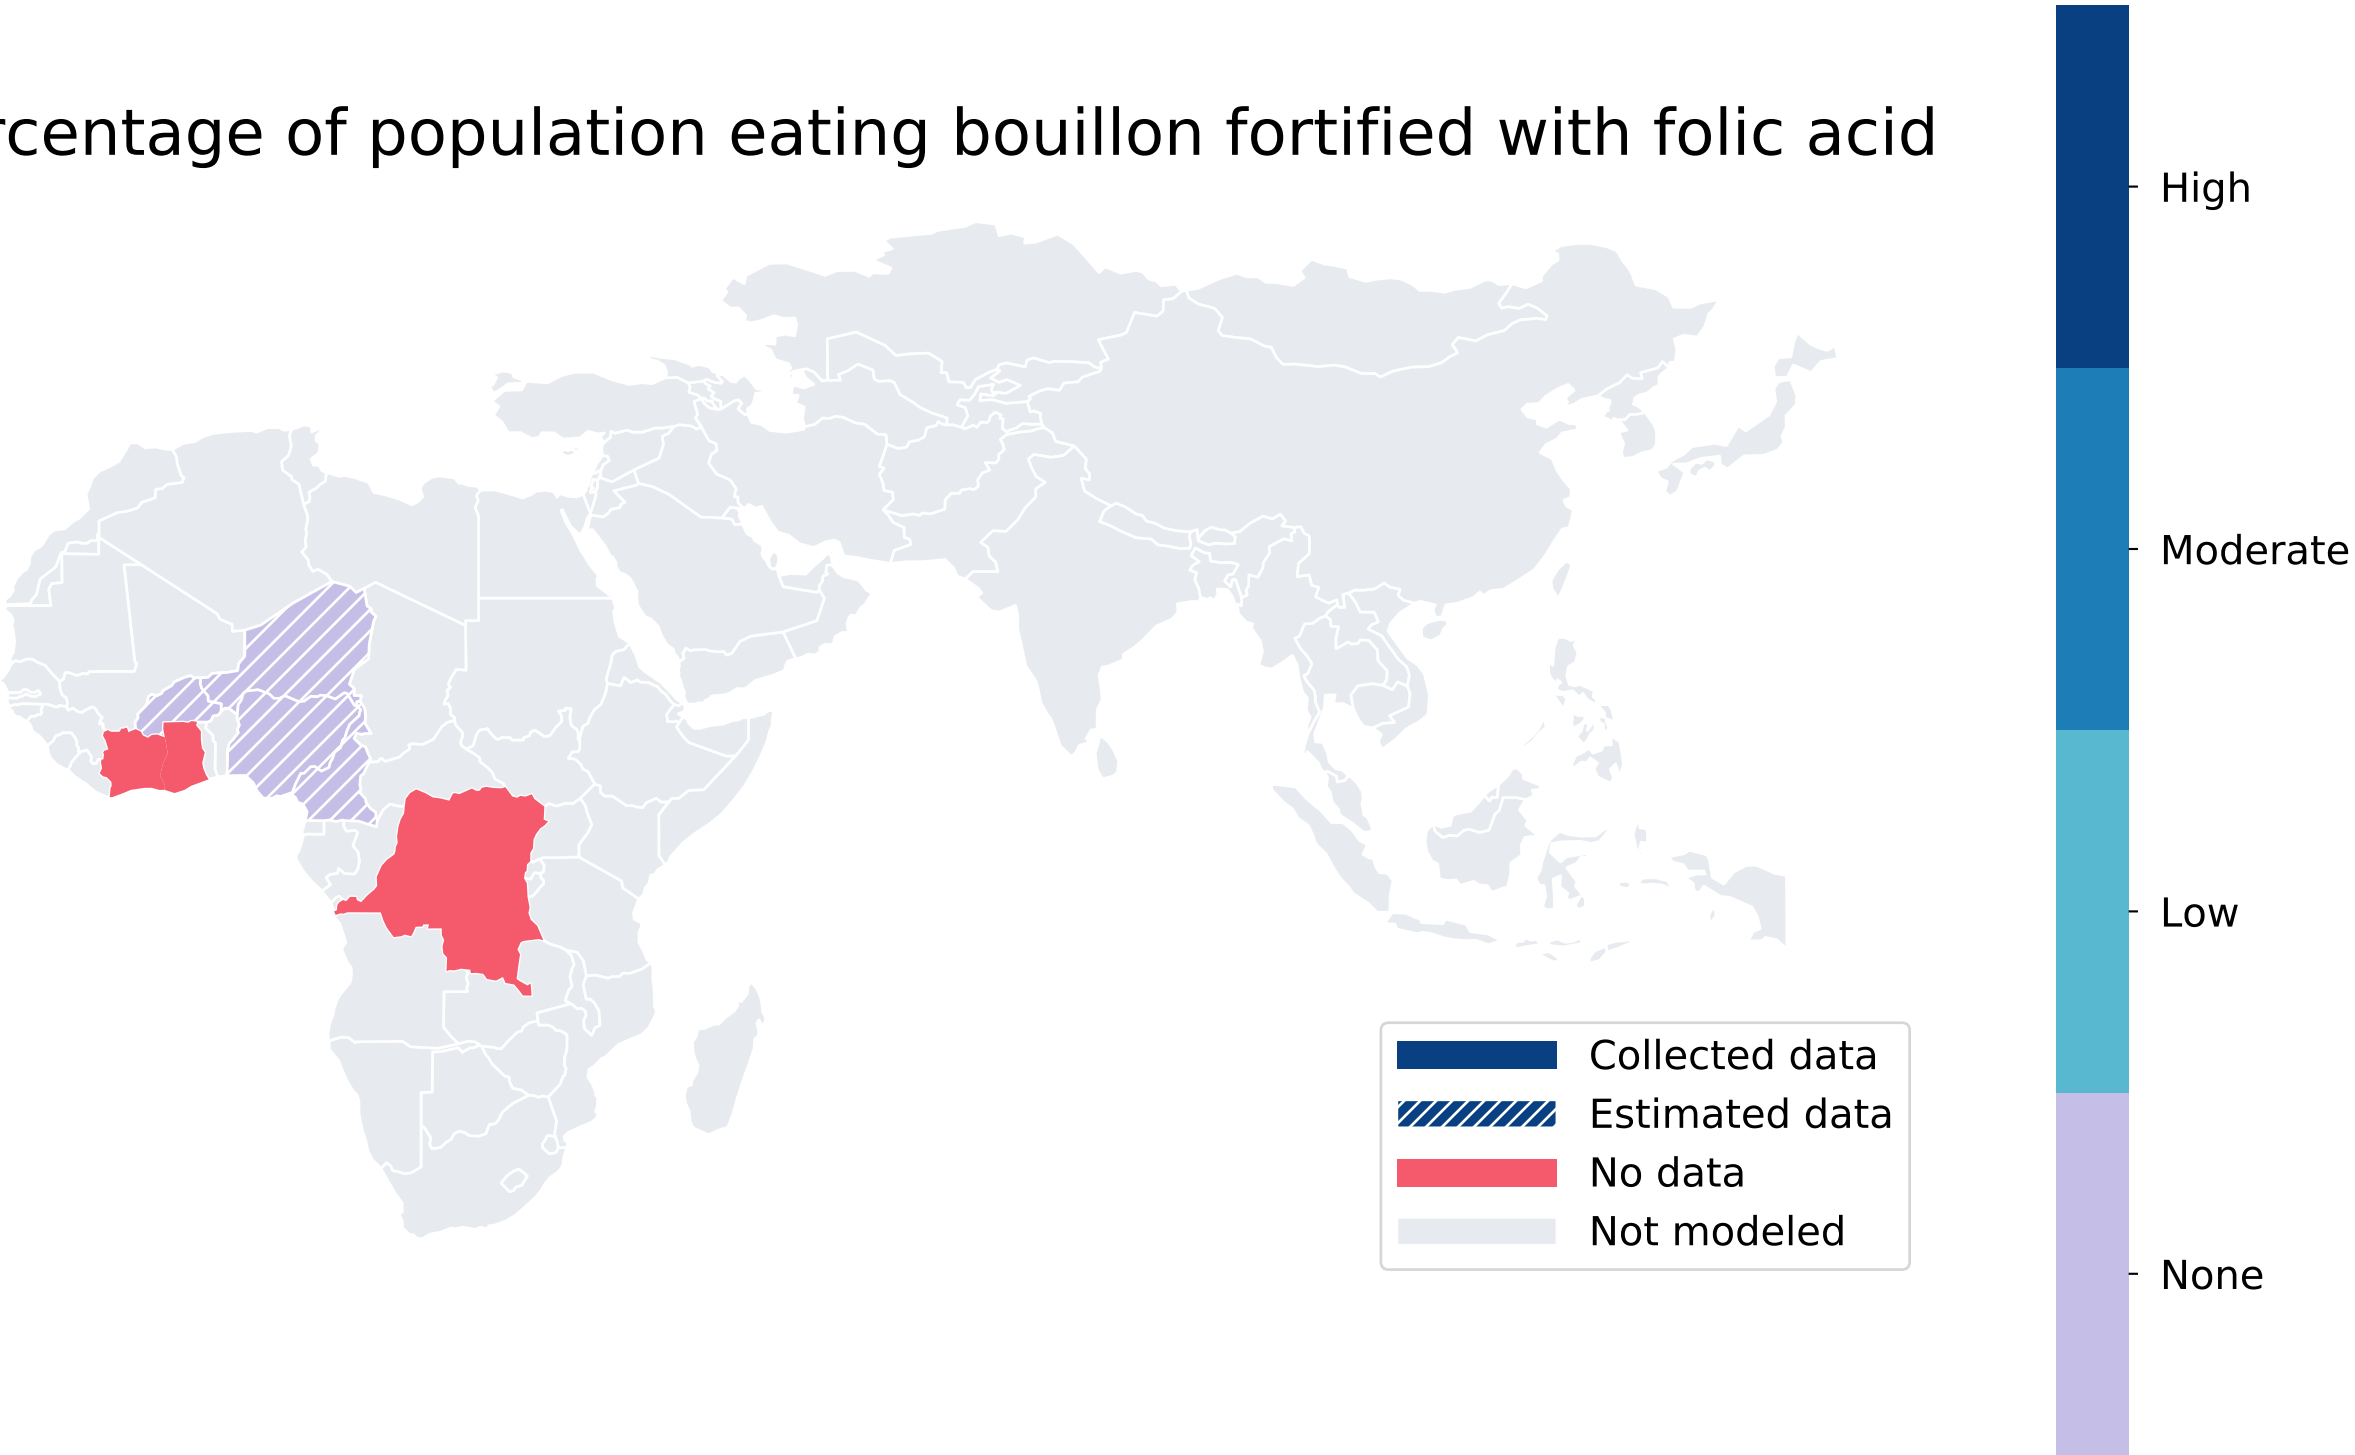 rcentage of population eating bouillon fortified with folic acid
High
Moderate
Low
None
Collected data
Estimated data
No data
Not modeled